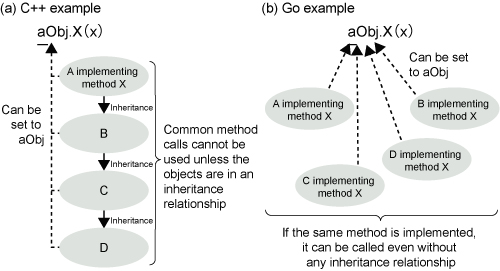 (a) C++ example
aObj.X(x)
A implementing
method X
Inheritance
B
Inheritance
C
Inheritance
D
Can be
set to
aObj
Common method
calls cannot be
used unless the
objects are in an
inheritance
relationship
(b) Go example
aObj.X(x)
Can be set
to aObj
A implementing
method X
B implementing
method X
D implementing
method X
C implementing
method X
If the same method is implemented,
it can be called even without
any inheritance relationship